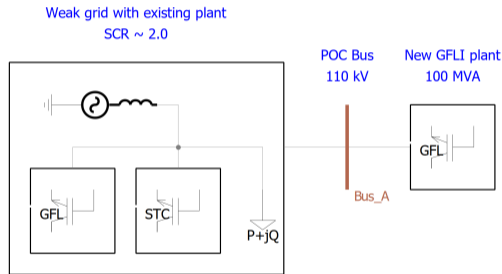 Weak grid with existing plant
SCR ~ 2.0
POC Bus
110 kV
New GFLI plant
100 MVA
GFL
STC
P+jQ
Bus_A
GFL